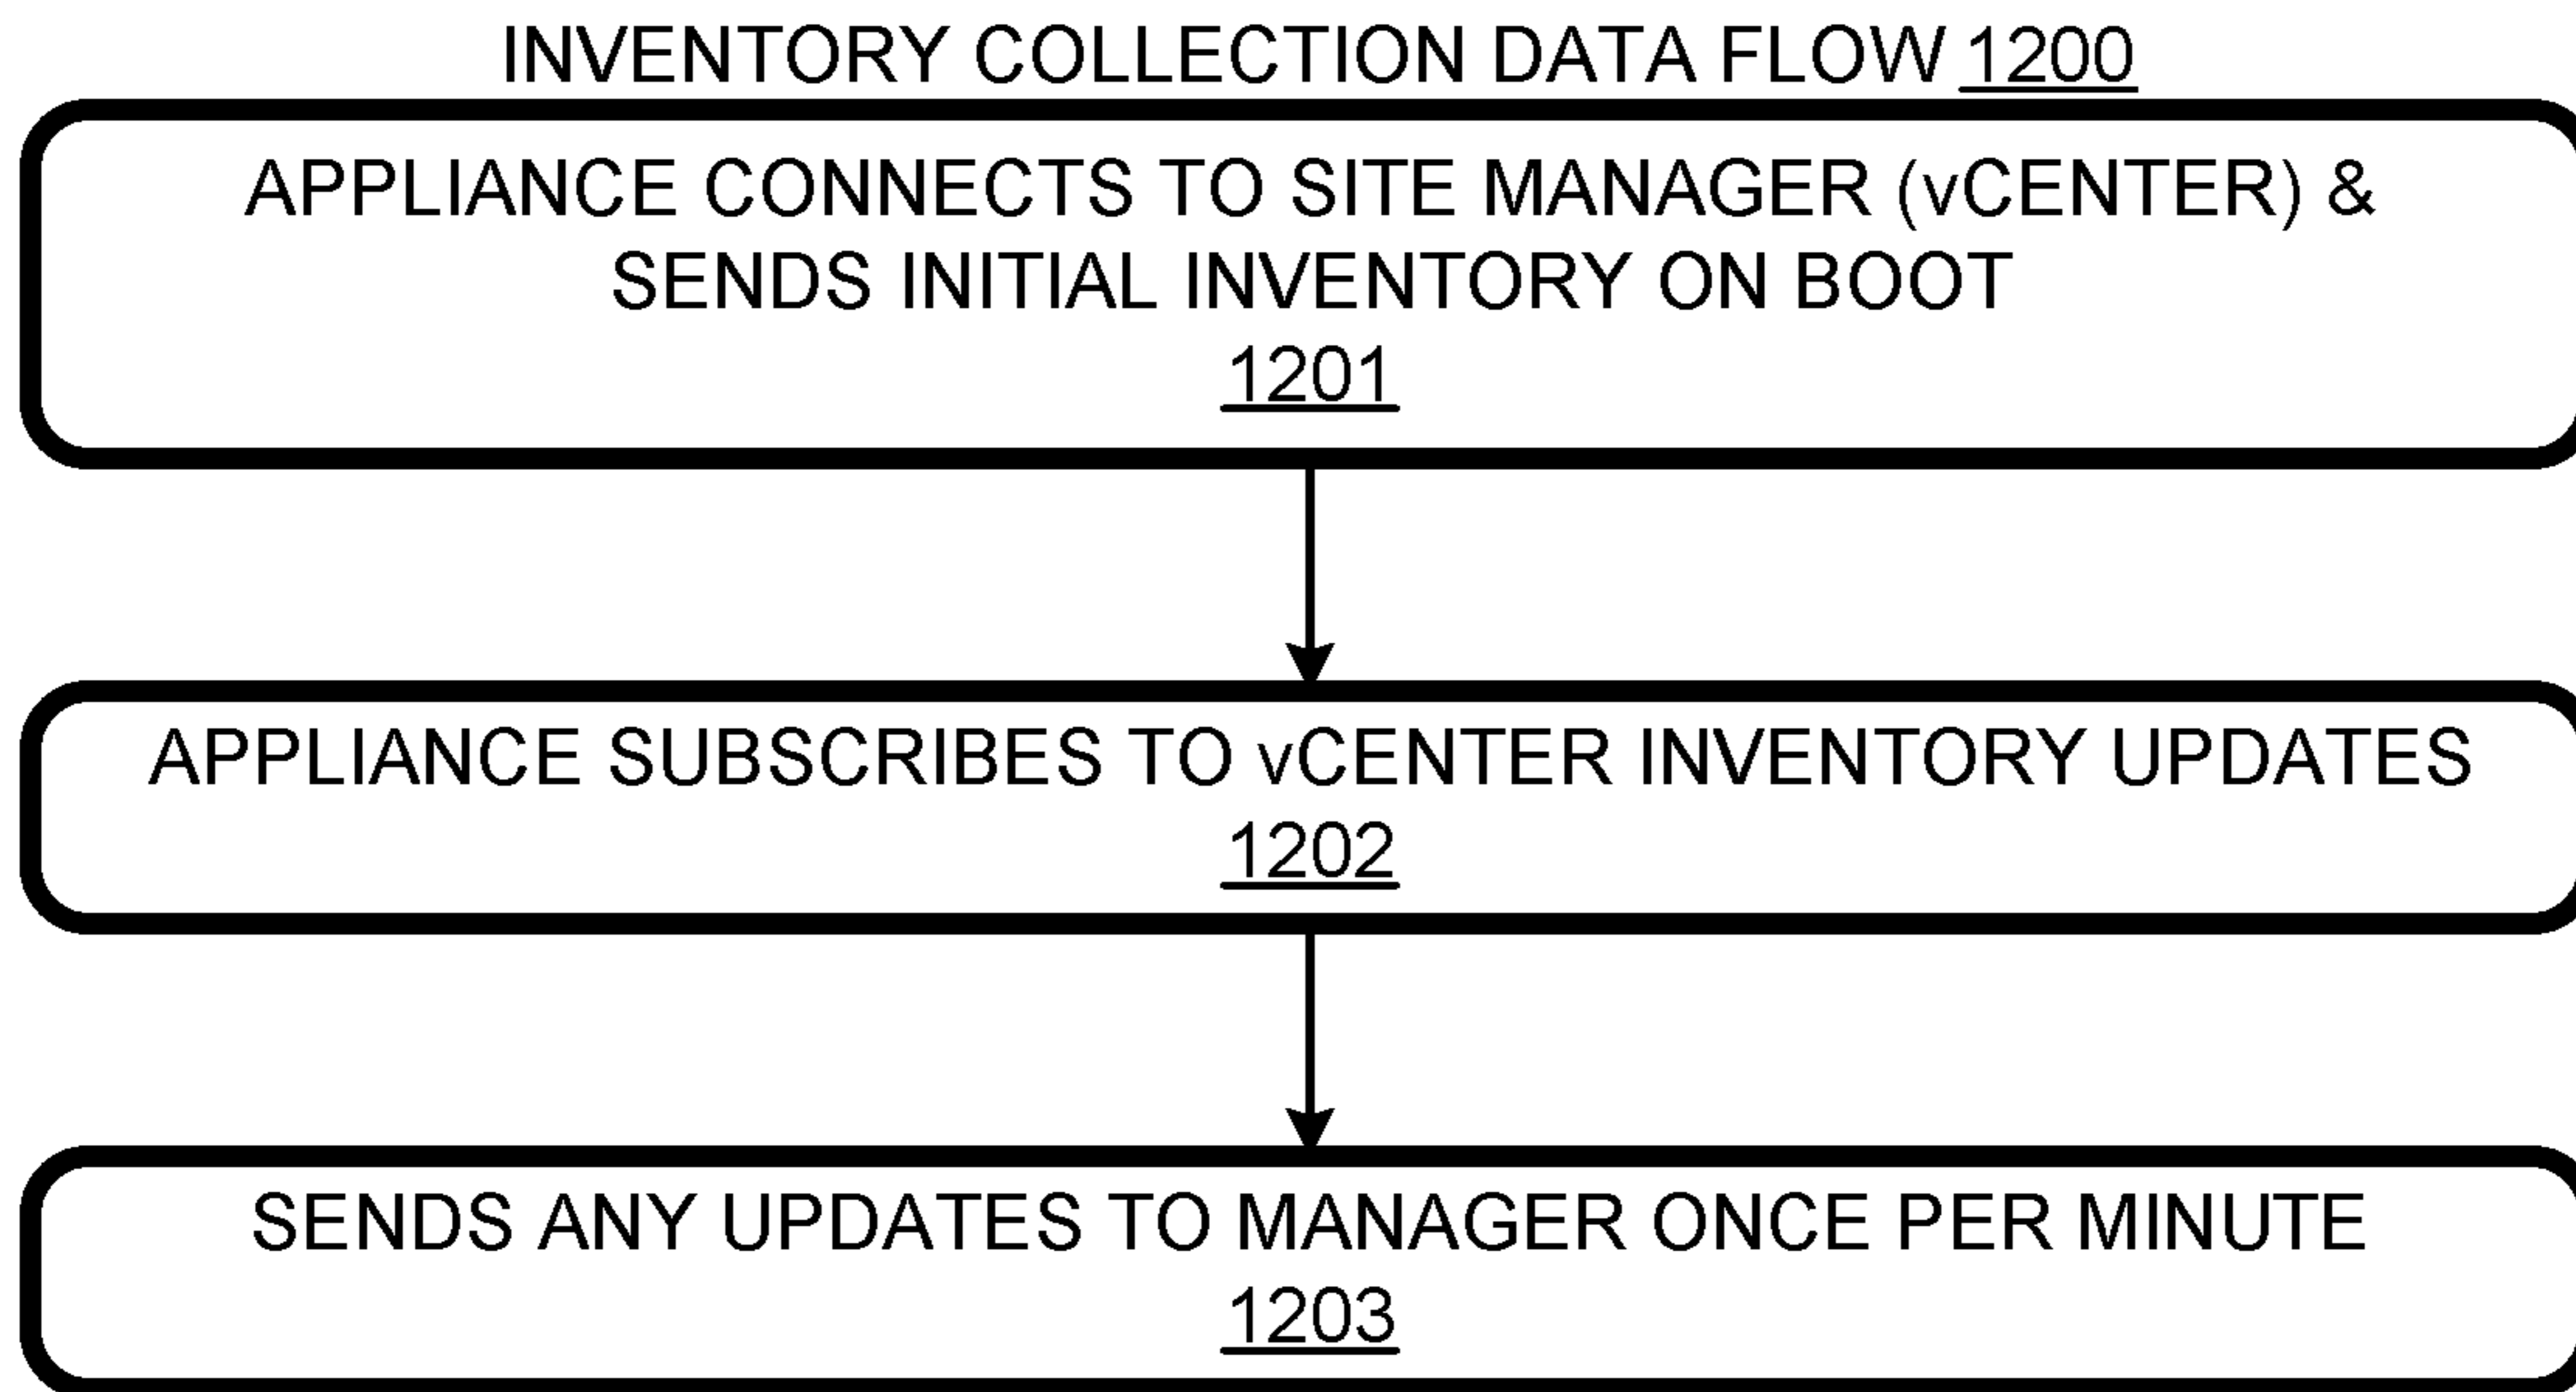 INVENTORY COLLECTION DATA FLOW 1200
APPLIANCE CONNECTS TO SITE MANAGER (vCENTER) &
SENDS INITIAL INVENTORY ON BOOT
1201
APPLIANCE SUBSCRIBES TO vCENTER INVENTORY UPDATES
1202
SENDS ANY UPDATES TO MANAGER ONCE PER MINUTE
1203